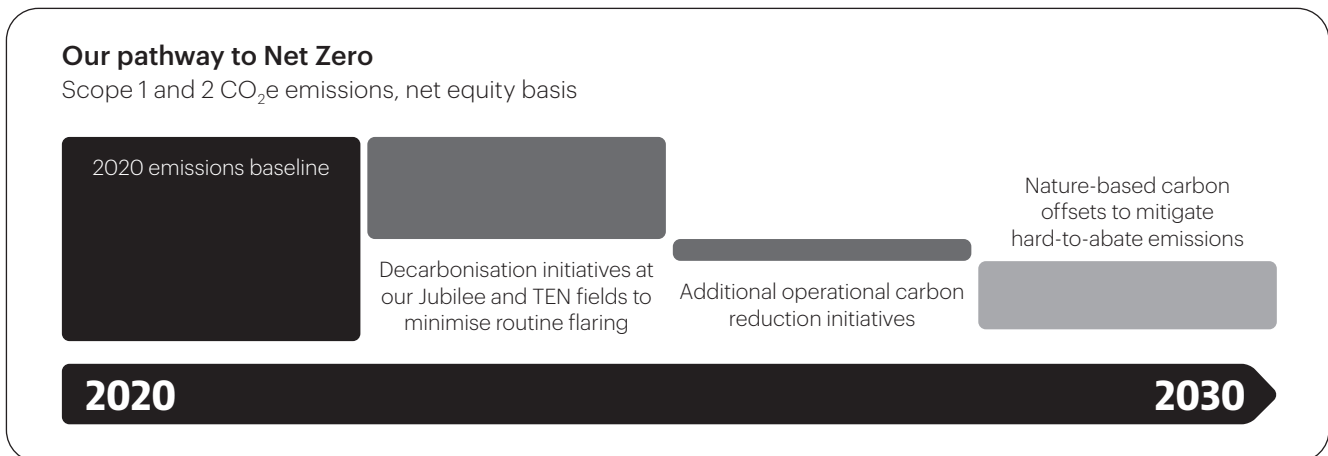 Our pathway to Net Zero
Scope 1 and 2 CO₂e emissions, net equity basis
2020 emissions baseline
Decarbonisation initiatives at
our Jubilee and TEN fields to
minimise routine flaring
Additional operational carbon
reduction initiatives
Nature-based carbon
offsets to mitigate
hard-to-abate emissions
2020
2030